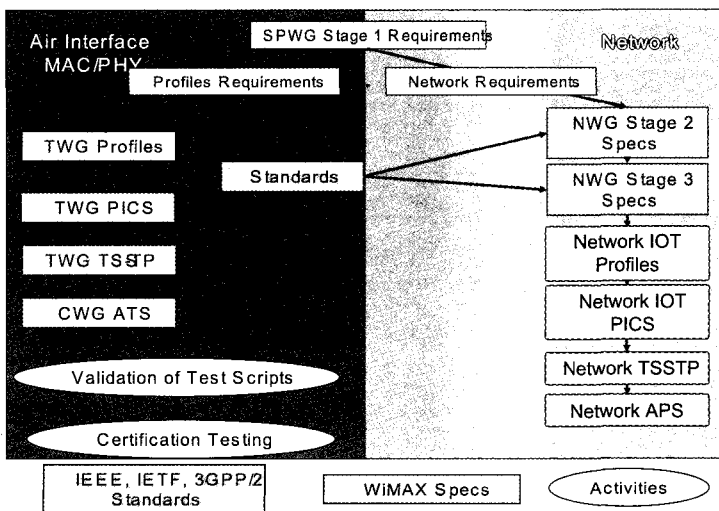 SPWG Stage 1 Requirements
Air Interface
MAC/PHY
Network
Profiles Requirements
Network Requirements
TWG Profiles
Standards
NWG Stage 2
Specs
NWG Stage 3
Specs
TWG PICS
Network IOT
Profiles
TWG TSSTP
Network IOT
PICS
CWG ATS
Network TSSTP
Validation of Test Scripts
Network APS
Certification Testing
IEEE, IETF, 3GPP/2
Standards
WiMAX Specs
Activities